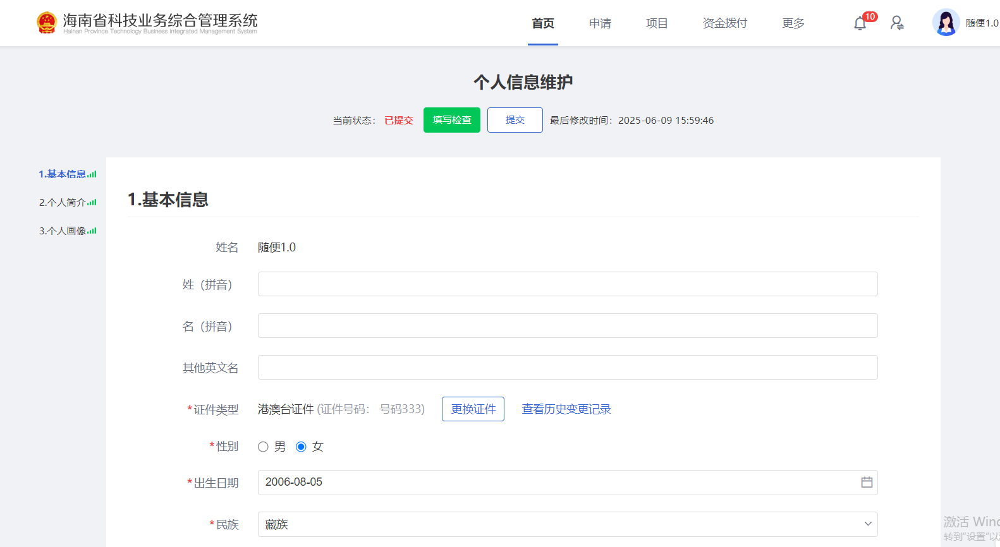 海南省科技业务综合管理系统
Hainan Province Technology Business Integrated Management System
首页 申请 项目 资金拨付 更多 10 随便1.0
个人信息维护
当前状态： 已提交 填写检查 提交 最后修改时间：2025-06-09 15:59:46
1.基本信息
2.个人简介
3.个人画像
1.基本信息
姓名 随便1.0
姓（拼音）
名（拼音）
其他英文名
*证件类型 港澳台证件 (证件号码： 号码333) 更换证件 查看历史变更记录
*性别 男 女
*出生日期 2006-08-05
*民族 藏族
激活 Wind
转到"设置"以